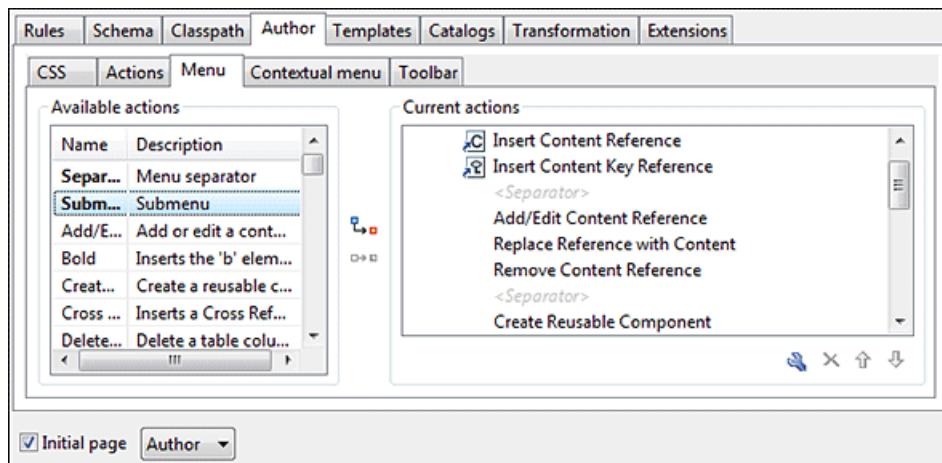 Rules Schema Classpath Author Templates Catalogs Transformation Extensions
CSS Actions Menu Contextual menu Toolbar
Available actions
Name Description
Separ... Menu separator
Subm... Submenu
Add/E... Add or edit a cont...
Bold Inserts the 'b' elem...
Creat... Create a reusable c...
Cross ... Inserts a Cross Ref...
Delete... Delete a table colu...
Current actions
Insert Content Reference
Insert Content Key Reference
<Separator>
Add/Edit Content Reference
Replace Reference with Content
Remove Content Reference
<Separator>
Create Reusable Component
Initial page Author